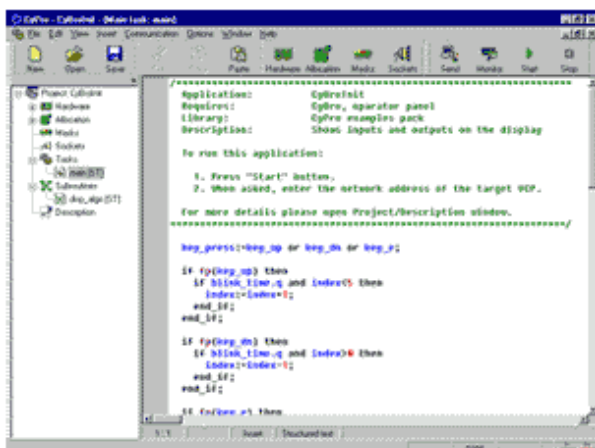 CyPro - CyBroInit - [Main task: main]
File Edit View Insert Communication Options Window Help
New Open Save Paste Hardware Allocation Masks Sockets Send Monitor Start Stop
Project: CyBroInit
Hardware
Allocation
Masks
Sockets
Tasks
main [ST]
Subroutines
Description
/*******************************************************
Application: CyBroInit
Requires: CyBro, operator panel
Library: CyPro examples pack
Description: Shows inputs and outputs on the display
To run this application:
1. Press "Start" button.
2. When asked, enter the network address of the target
For more details please open Project/Description window.
*******************************************************/
key_press:=key_up or key_dn or key_e;
if fp(key_up) then
if blink_time.q and index<5 then
index:=index+1;
end_if;
end_if;
if fp(key_dn) then
if blink_time.q and index>0 then
index:=index-1;
end_if;
end_if;
if fp(key_e) then
1:1 Insert Structured text